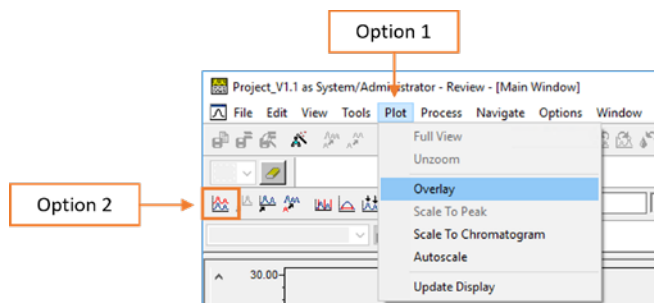 Option 1
Project_V1.1 as System/Administrator - Review - [Main Window]
File Edit View Tools Plot Process Navigate Options Window
Full View
Unzoom
Overlay
Option 2
Scale To Peak
Scale To Chromatogram
Autoscale
30.00
Update Display